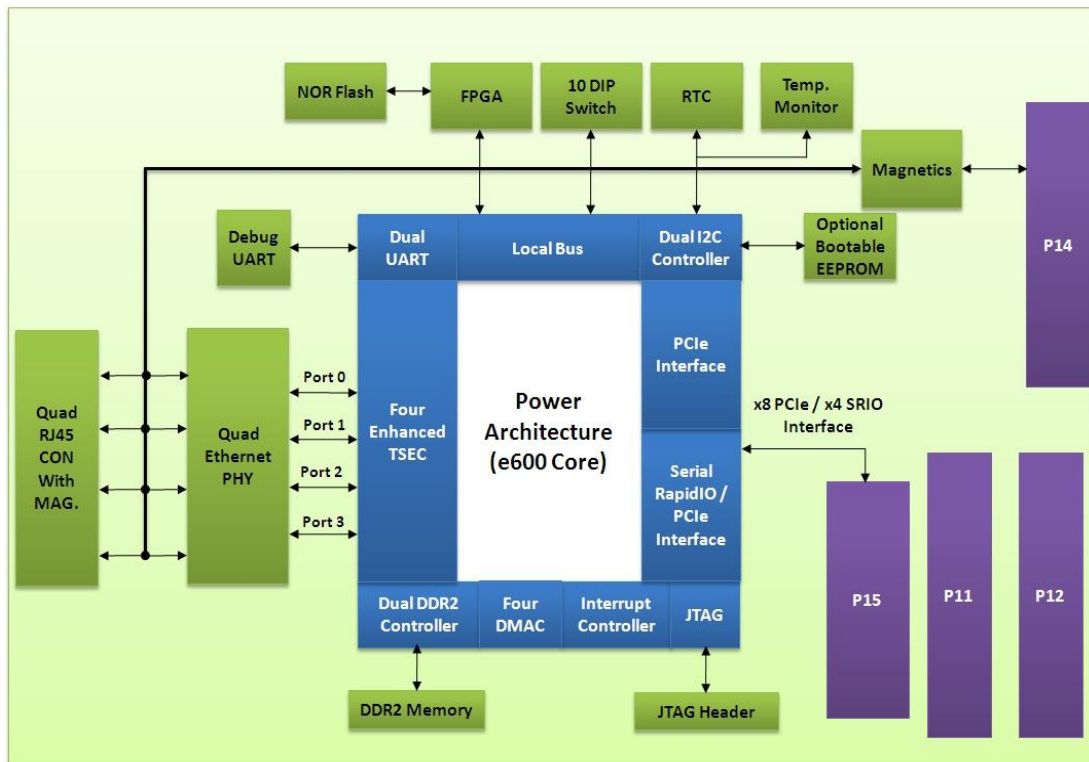 NOR Flash
FPGA
10 DIP
Switch
RTC
Temp.
Monitor
Magnetics
P14
Debug
UART
Dual
UART
Local Bus
Dual I2C
Controller
Optional
Bootable
EEPROM
Quad
RJ45
CON
With
MAG.
Quad
Ethernet
PHY
Port 0
Port 1
Port 2
Port 3
Four
Enhanced
TSEC
Power
Architecture
(e600 Core)
PCIe
Interface
Serial
RapidIO /
PCIe
Interface
x8 PCIe / x4 SRIO
Interface
P15
P11
P12
Dual DDR2
Controller
Four
DMAC
Interrupt
Controller
JTAG
DDR2 Memory
JTAG Header